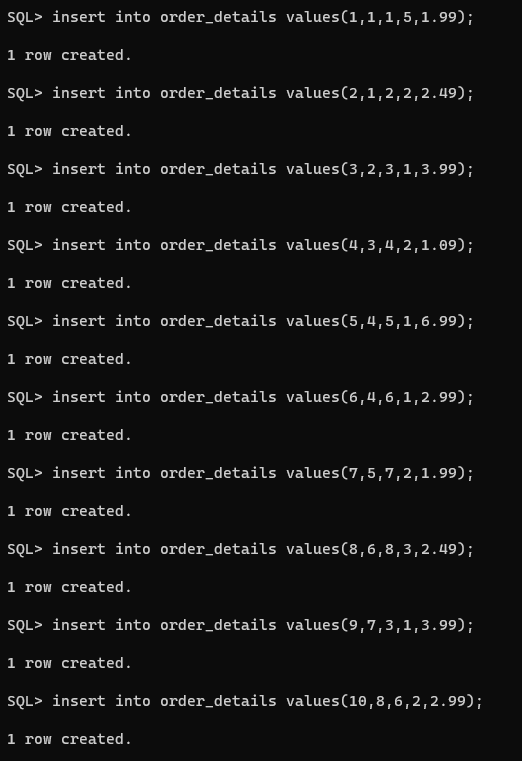 SQL> insert into order_details values(1,1,1,5,1.99);
1 row created.
SQL> insert into order_details values(2,1,2,2,2.49);
1 row created.
SQL> insert into order_details values(3,2,3,1,3.99);
1 row created.
SQL> insert into order_details values(4,3,4,2,1.09);
1 row created.
SQL> insert into order_details values(5,4,5,1,6.99);
1 row created.
SQL> insert into order_details values(6,4,6,1,2.99);
1 row created.
SQL> insert into order_details values(7,5,7,2,1.99);
1 row created.
SQL> insert into order_details values(8,6,8,3,2.49);
1 row created.
SQL> insert into order_details values(9,7,3,1,3.99);
1 row created.
SQL> insert into order_details values(10,8,6,2,2.99);
1 row created.